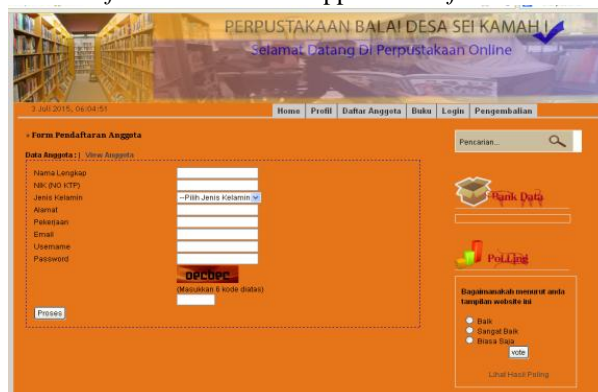 PERPUSTAKAAN BALAI DESA SEI KAMAH I
Selamat Datang Di Perpustakaan Online
3 Juli 2015, 06:04:51
Home Profil Daftar Anggota Buku Login Pengembalian
» Form Pendaftaran Anggota
Data Anggota : | View Anggota
Nama Lengkap
NIK (NO KTP)
Jenis Kelamin --Pilih Jenis Kelamin
Alamat
Pekerjaan
Email
Username
Password
(Masukkan 6 kode diatas)
Proses
Pencarian...
Bank Data
Polling
Bagaimanakah menurut anda
tampilan website ini
Baik
Sangat Baik
Biasa Saja
vote
Lihat Hasil Poling